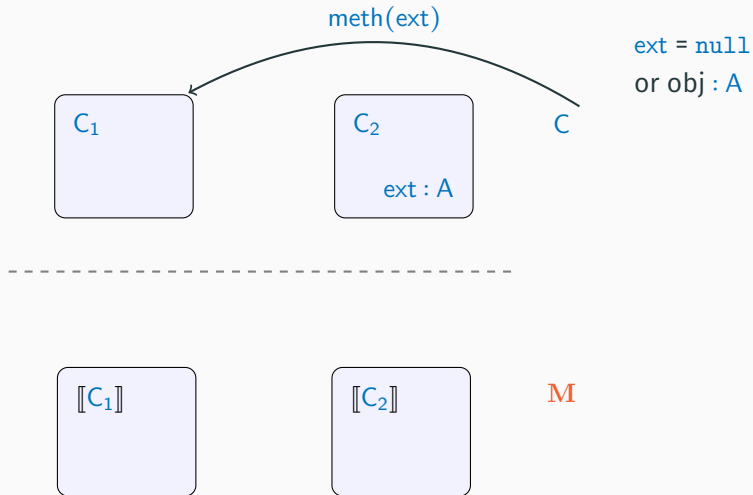 meth(ext)
ext = null
or obj : A
C₁
C₂
C
ext : A
⟦C₁⟧
⟦C₂⟧
M